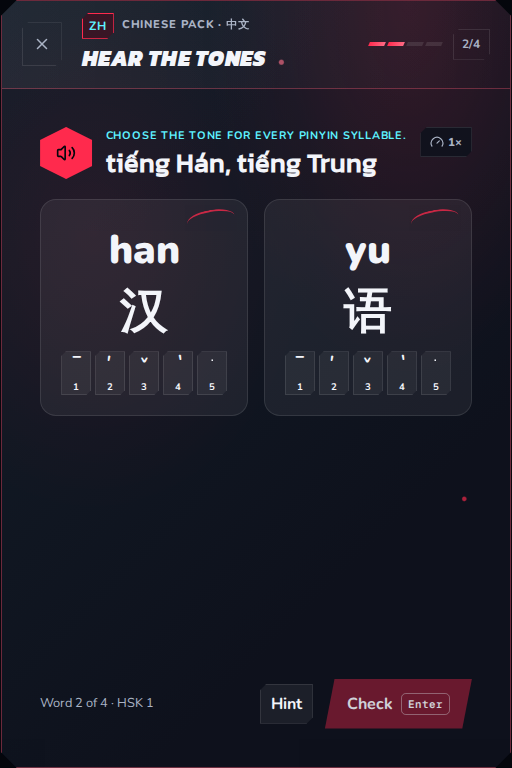 ZH CHINESE PACK · 中文
HEAR THE TONES
2/4
CHOOSE THE TONE FOR EVERY PINYIN SYLLABLE.
1×
tiếng Hán, tiếng Trung
han
汉
ˉ ˊ ˇ ˋ ·
1 2 3 4 5
yu
语
ˉ ˊ ˇ ˋ ·
1 2 3 4 5
Word 2 of 4 · HSK 1
Hint
Check Enter